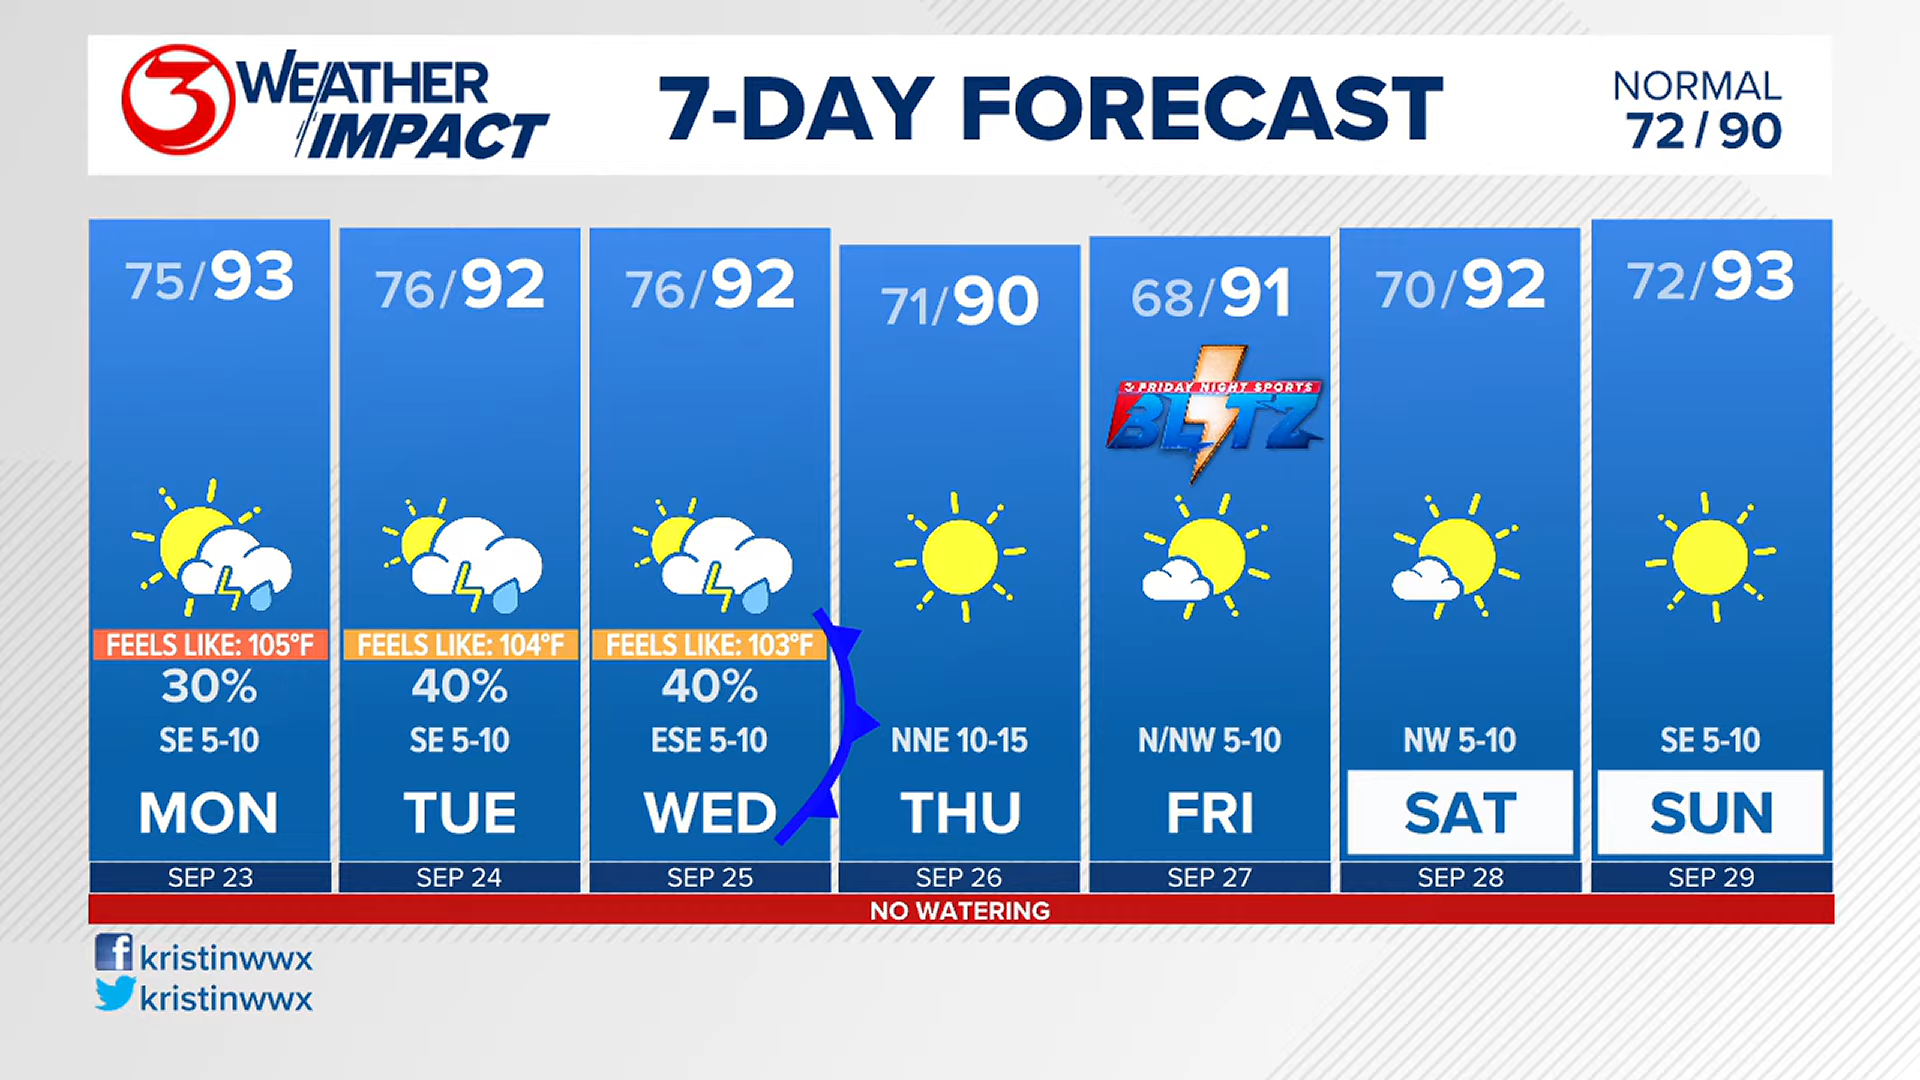 3 WEATHER IMPACT
7-DAY FORECAST
NORMAL
72 / 90
75/93
FEELS LIKE: 105°F
30%
SE 5-10
MON
SEP 23
76/92
FEELS LIKE: 104°F
40%
SE 5-10
TUE
SEP 24
76/92
FEELS LIKE: 103°F
40%
ESE 5-10
WED
SEP 25
71/90
NNE 10-15
THU
SEP 26
68/91
3 FRIDAY NIGHT SPORTS
BLITZ
N/NW 5-10
FRI
SEP 27
70/92
NW 5-10
SAT
SEP 28
72/93
SE 5-10
SUN
SEP 29
NO WATERING
f kristinwwx
kristinwwx